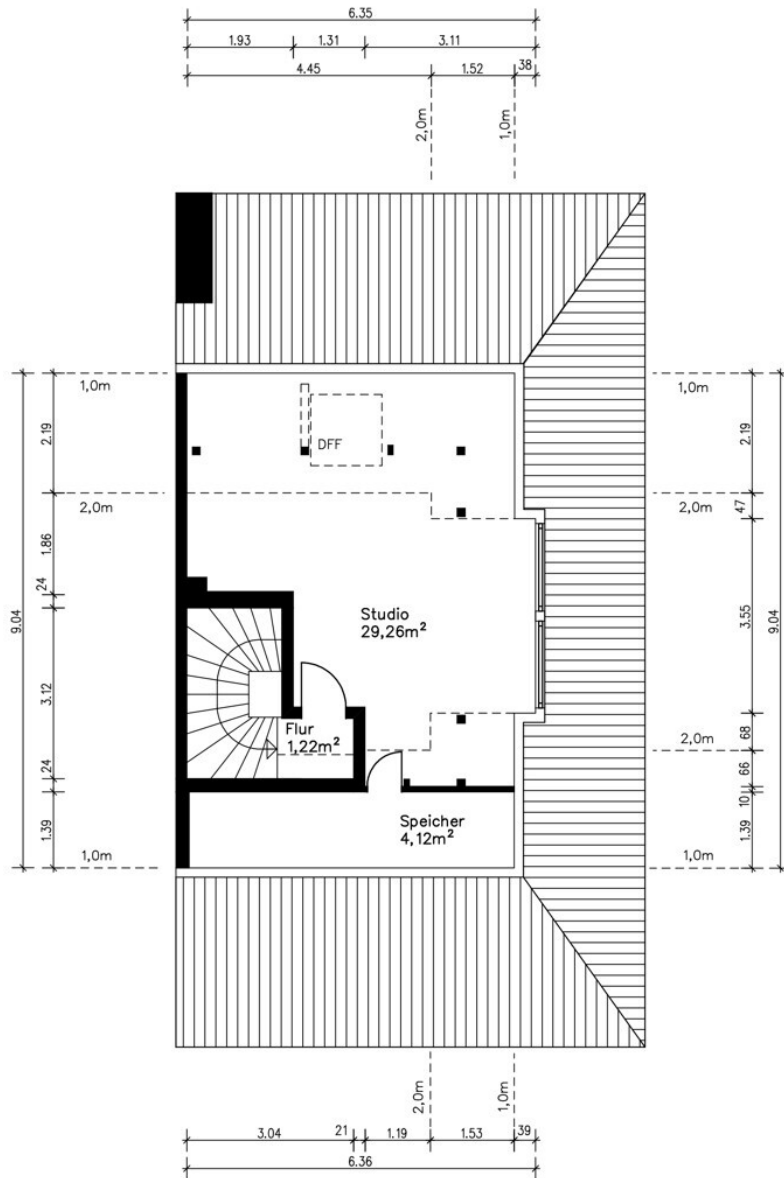 6.35
1.93 1.31 3.11
4.45 1.52 38
2,0m 1,0m
1,0m 1,0m
2.19 2.19
DFF
2,0m 2,0m
47
1.86
24
9.04 3.55 9.04
Studio
29,26m²
3.12
Flur
1,22m²
68
2,0m
66
24
10
Speicher
4,12m²
1.39 1.39
1,0m 1,0m
2,0m 1,0m
3.04 21 1.19 1.53 39
6.36